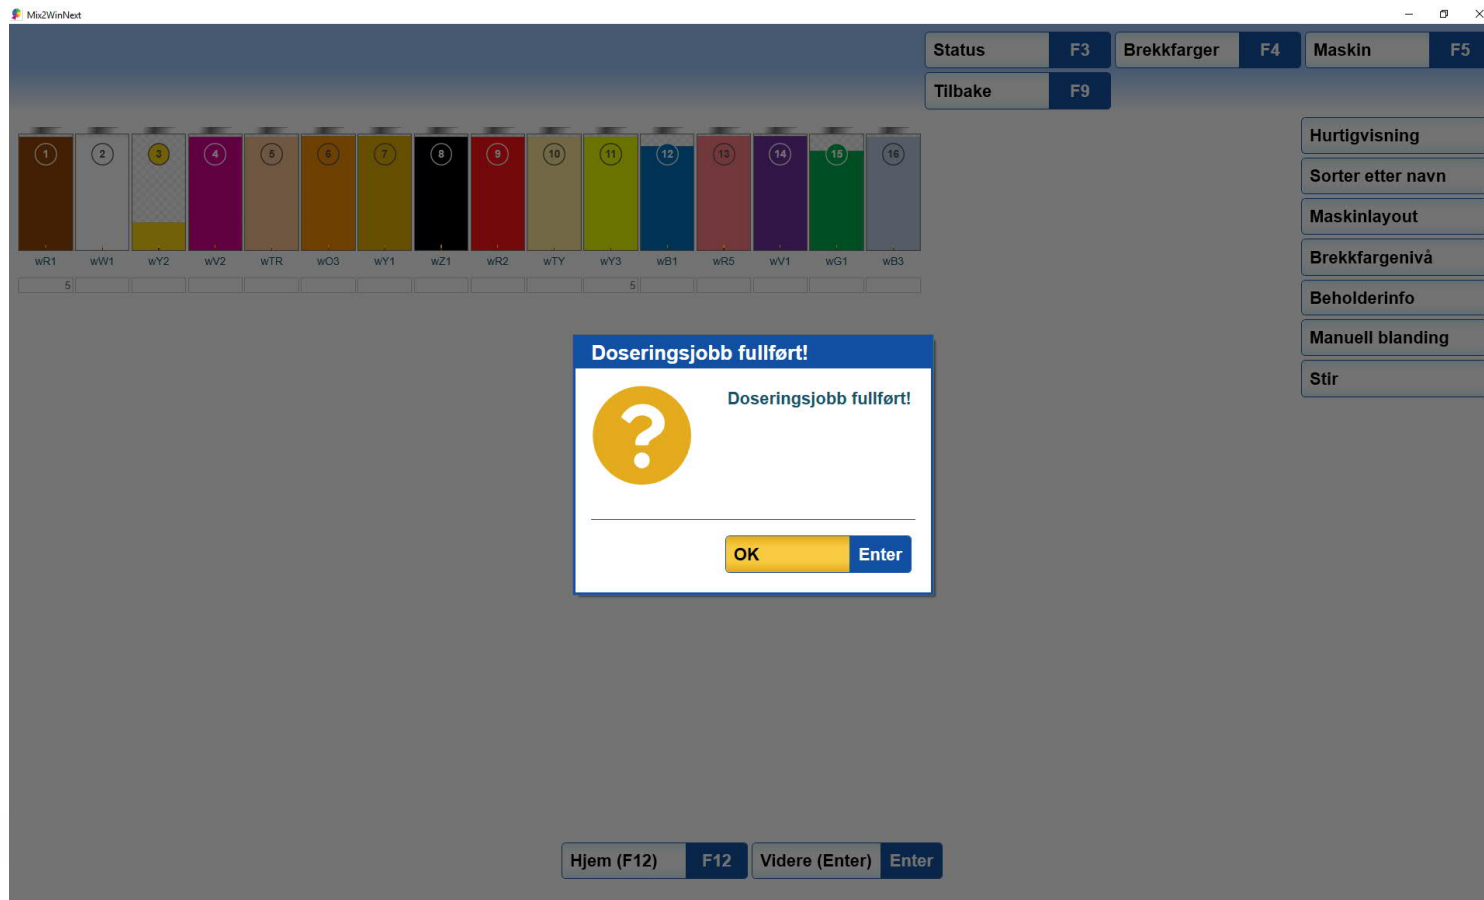 Mix2WinNext
Status F3 Brekkfarger F4 Maskin F5
Tilbake F9
1 2 3 4 5 6 7 8 9 10 11 12 13 14 15 16
wR1 wW1 wY2 wV2 wTR wO3 wY1 wZ1 wR2 wTY wY3 wB1 wR5 wV1 wG1 wB3
5 5
Hurtigvisning
Sorter etter navn
Maskinlayout
Brekkfargenivå
Beholderinfo
Manuell blanding
Stir
Doseringsjobb fullført!
Doseringsjobb fullført!
?
OK Enter
Hjem (F12) F12 Videre (Enter) Enter